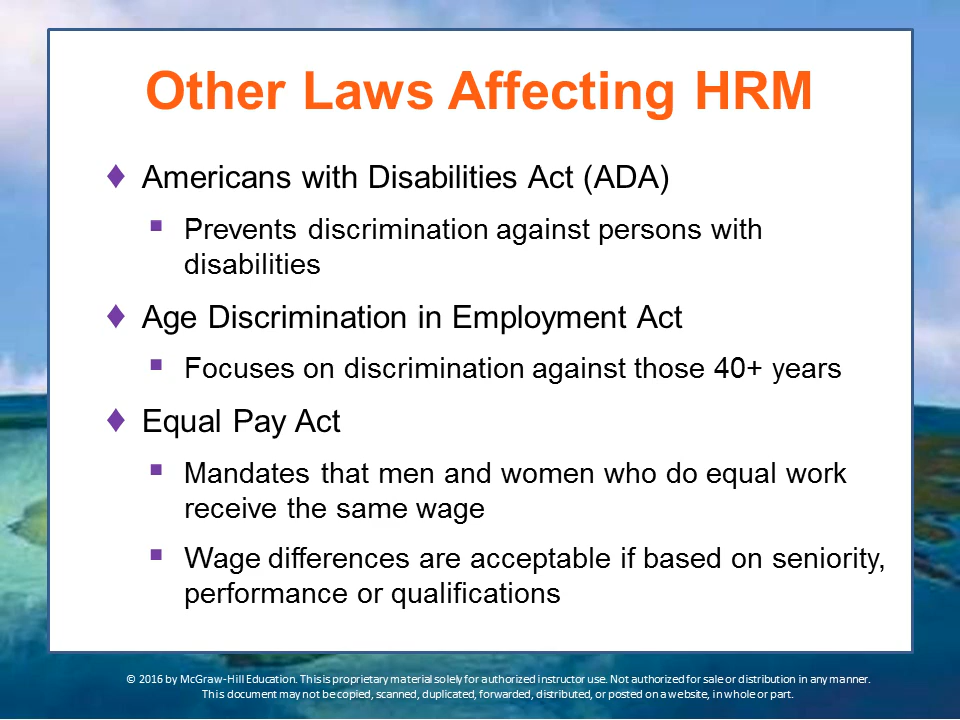 Other Laws Affecting HRM
♦ Americans with Disabilities Act (ADA)
▪ Prevents discrimination against persons with
disabilities
♦ Age Discrimination in Employment Act
▪ Focuses on discrimination against those 40+ years
♦ Equal Pay Act
▪ Mandates that men and women who do equal work
receive the same wage
▪ Wage differences are acceptable if based on seniority,
performance or qualifications
© 2016 by McGraw-Hill Education. This is proprietary material solely for authorized instructor use. Not authorized for sale or distribution in any manner.
This document may not be copied, scanned, duplicated, forwarded, distributed, or posted on a website, in whole or part.